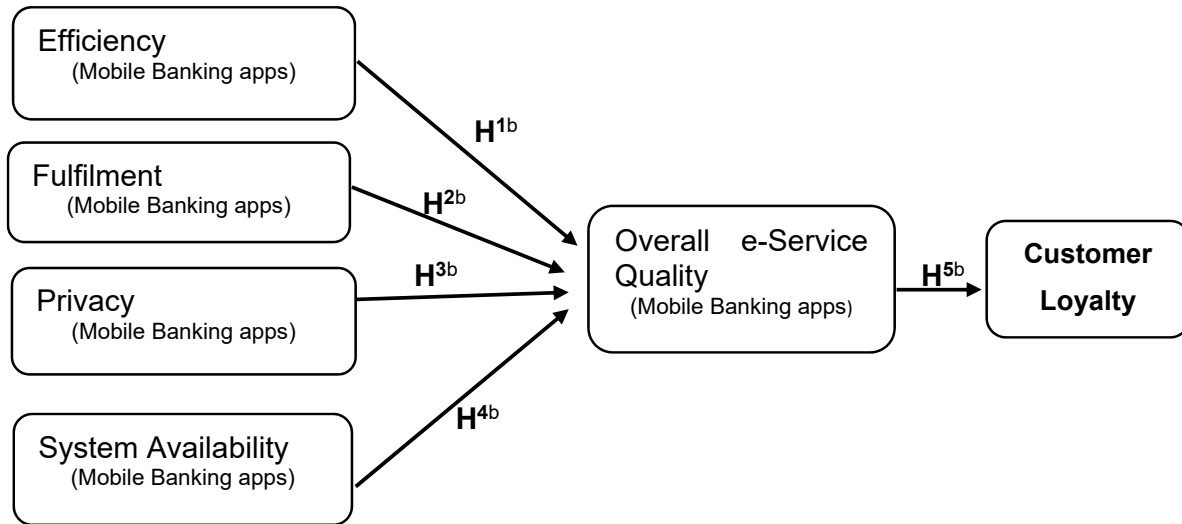 Efficiency
(Mobile Banking apps)
H1b
Fulfilment
(Mobile Banking apps)
H2b
Privacy
(Mobile Banking apps)
H3b
System Availability
(Mobile Banking apps)
H4b
Overall e-Service
Quality
(Mobile Banking apps)
H5b
Customer
Loyalty